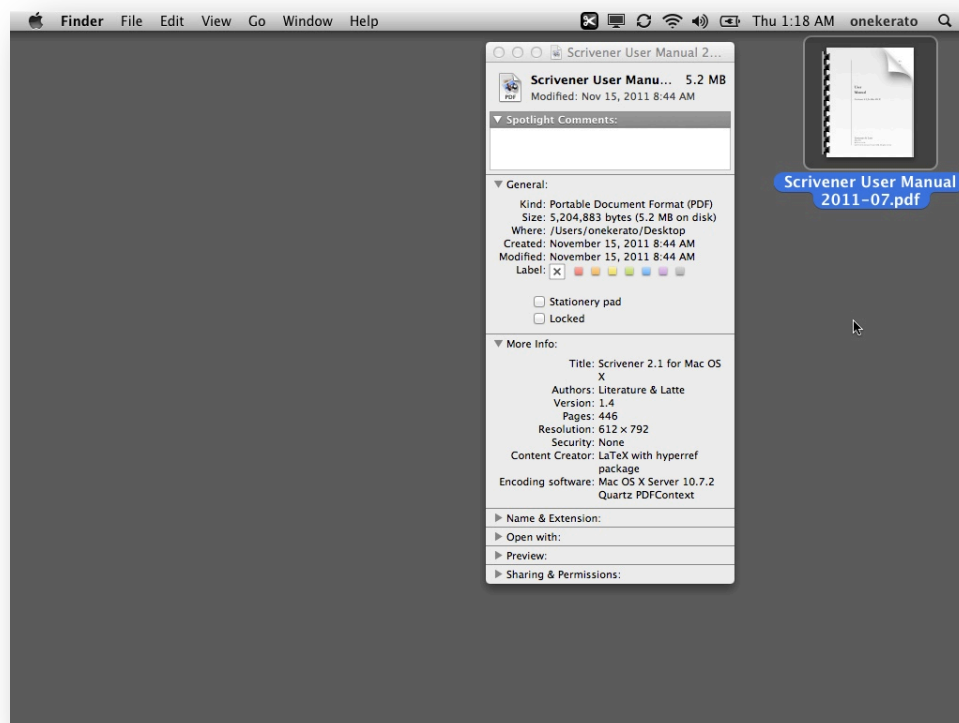 Finder File Edit View Go Window Help Thu 1:18 AM onekerato
Scrivener User Manual 2...
Scrivener User Manu... 5.2 MB
Modified: Nov 15, 2011 8:44 AM
PDF
Spotlight Comments:
General:
Kind: Portable Document Format (PDF)
Size: 5,204,883 bytes (5.2 MB on disk)
Where: /Users/onekerato/Desktop
Created: November 15, 2011 8:44 AM
Modified: November 15, 2011 8:44 AM
Label:
Stationery pad
Locked
More Info:
Title: Scrivener 2.1 for Mac OS
X
Authors: Literature & Latte
Version: 1.4
Pages: 446
Resolution: 612 × 792
Security: None
Content Creator: LaTeX with hyperref
package
Encoding software: Mac OS X Server 10.7.2
Quartz PDFContext
Name & Extension:
Open with:
Preview:
Sharing & Permissions:
User
Manual
Scrivener User Manual
2011-07.pdf